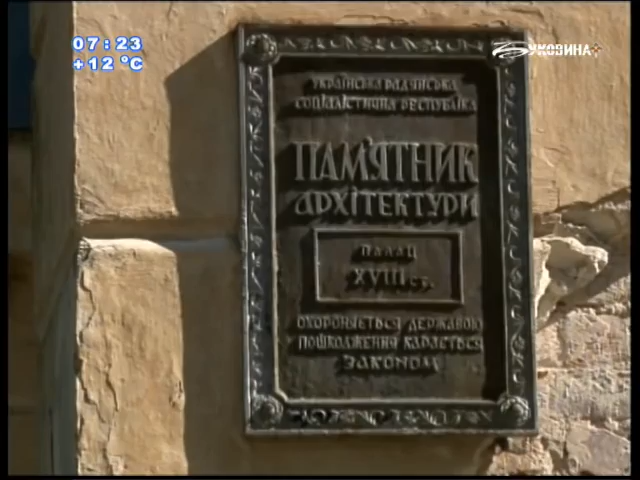 07:23
+12 °C
БУКОВИНА+
УКРАЇНСЬКА РАДЯНСЬКА
СОЦІАЛІСТИЧНА РЕСПУБЛІКА
ПАМ'ЯТНИК
АРХІТЕКТУРИ
ПАЛАЦ
XVIII ст.
ОХОРОНЯЄТЬСЯ ДЕРЖАВОЮ
ПОШКОДЖЕННЯ КАРАЄТЬСЯ
ЗАКОНОМ